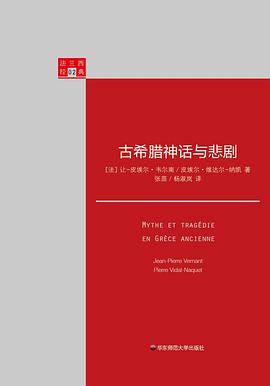 法兰西
经02典
古希腊神话与悲剧
[法] 让-皮埃尔・韦尔南 / 皮埃尔・维达尔-纳凯 著
张苗 / 杨淑岚 译
MYTHE ET TRAGÉDIE
EN GRÈCE ANCIENNE
Jean-Pierre Vernant
Pierre Vidal-Naquet
华东师范大学出版社